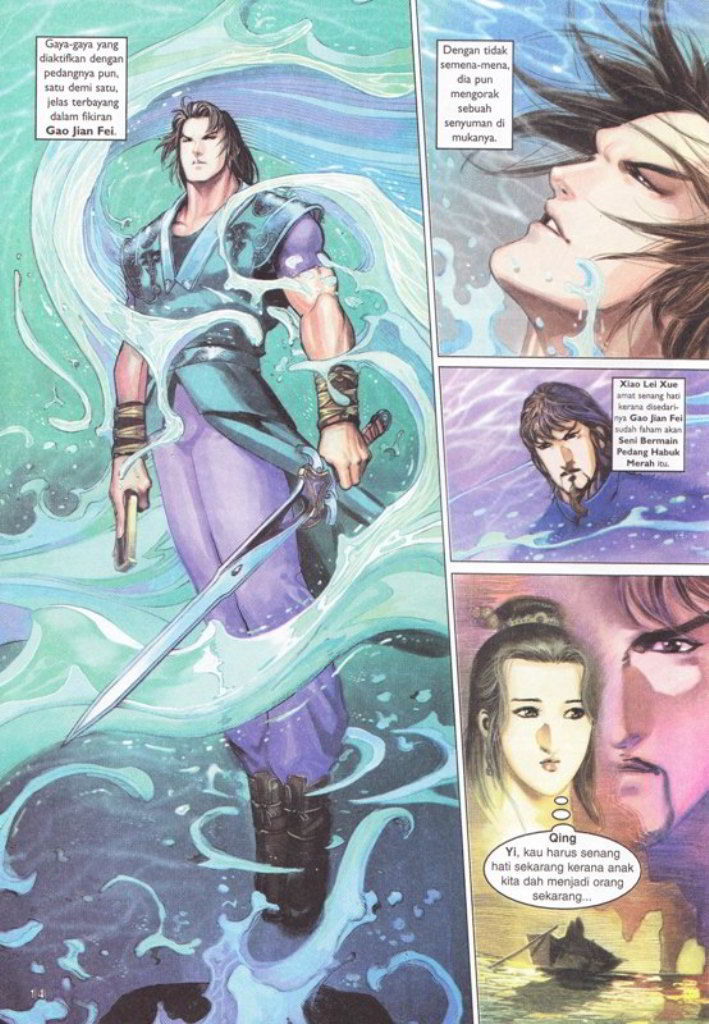 Gaya-gaya yang
diaktifkan dengan
pedangnya pun,
satu demi satu,
jelas terbayang
dalam fikiran
Gao Jian Fei.
Dengan tidak
semena-mena,
dia pun
mengorak
sebuah
senyuman di
mukanya.
Xiao Lei Xue
amat senang hati
kerana disedari-
nya Gao Jian Fei
sudah faham akan
Seni Bermain
Pedang Habuk
Merah itu.
Qing
Yi, kau harus senang
hati sekarang kerana anak
kita dah menjadi orang
sekarang...
14